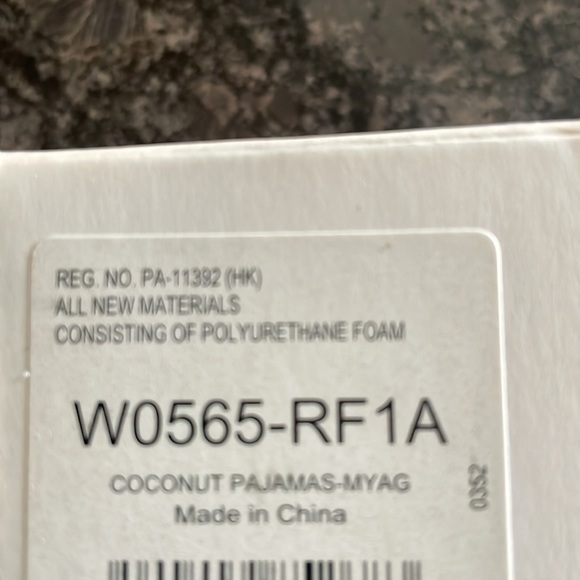 REG. NO. PA-11392 (HK)
ALL NEW MATERIALS
CONSISTING OF POLYURETHANE FOAM
W0565-RF1A
COCONUT PAJAMAS-MYAG
Made in China
0352